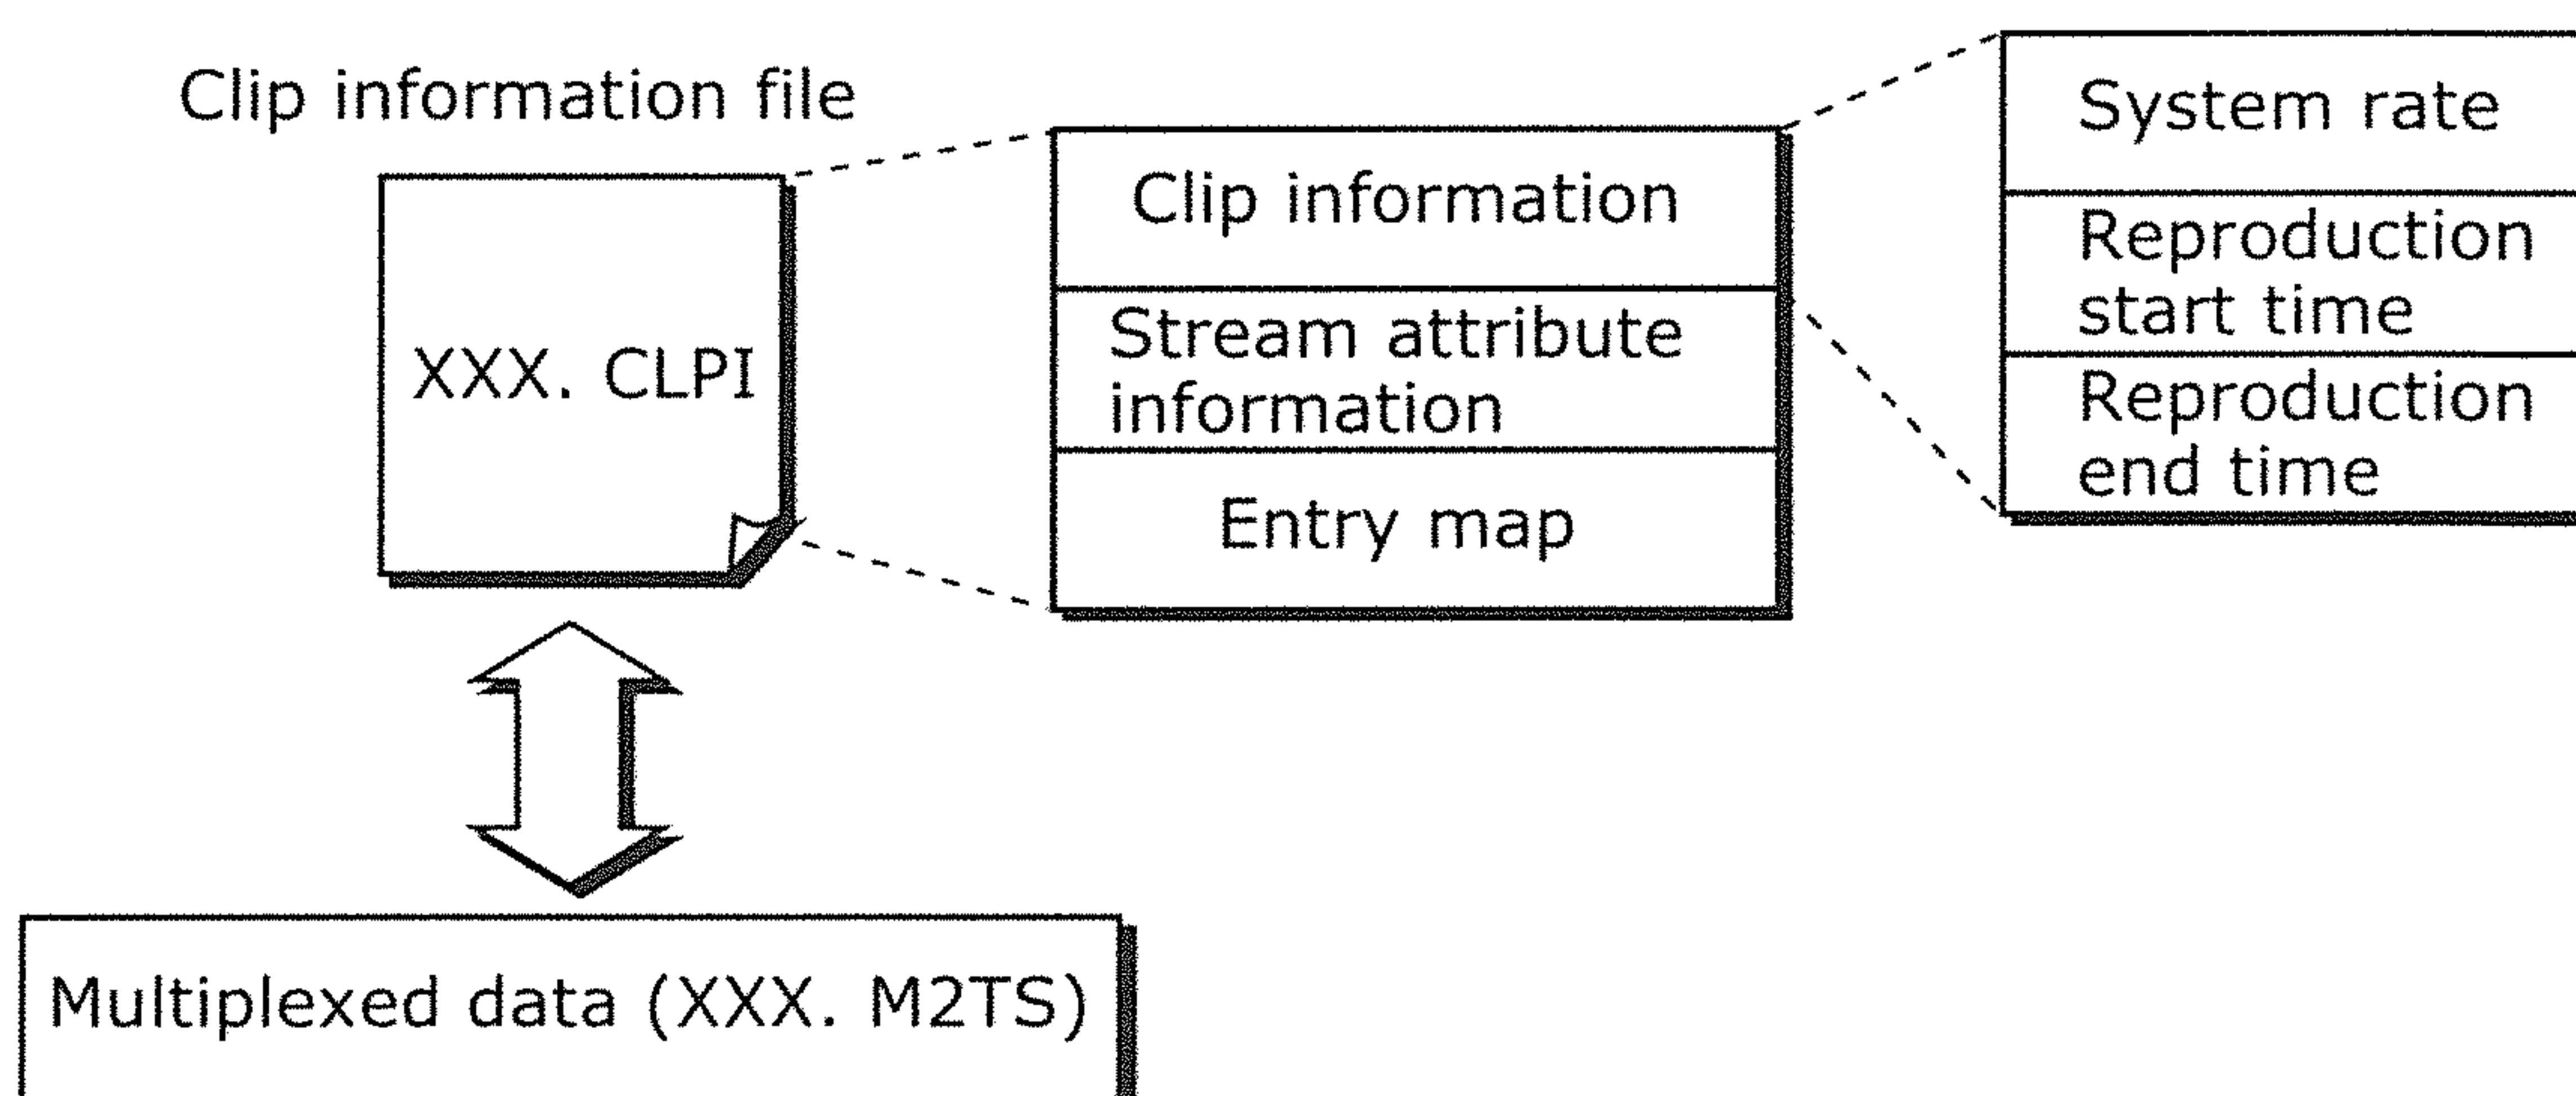 Clip information file
XXX. CLPI
Clip information
Stream attribute
information
Entry map
System rate
Reproduction
start time
Reproduction
end time
Multiplexed data (XXX. M2TS)